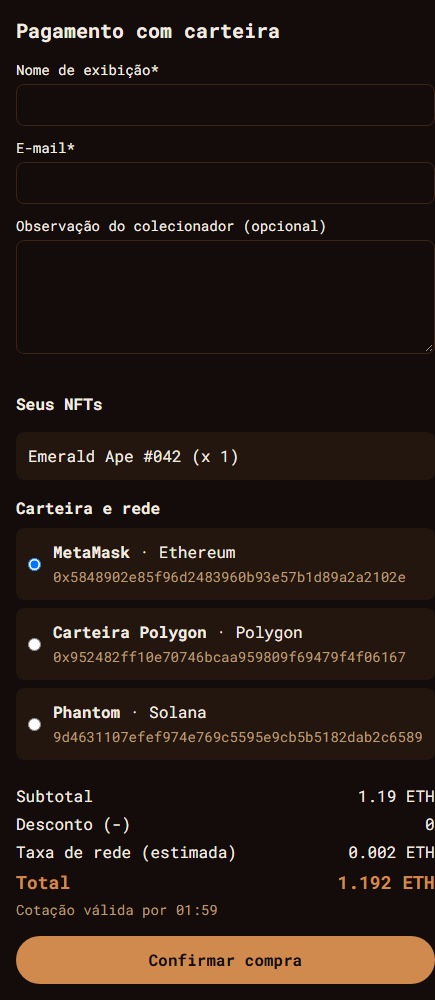 Pagamento com carteira
Nome de exibição*
E-mail*
Observação do colecionador (opcional)
Seus NFTs
Emerald Ape #042 (x 1)
Carteira e rede
MetaMask · Ethereum
0x5848902e85f96d2483960b93e57b1d89a2a2102e
Carteira Polygon · Polygon
0x952482ff10e70746bcaa959809f69479f4f06167
Phantom · Solana
9d4631107efef974e769c5595e9cb5b5182dab2c6589
Subtotal 1.19 ETH
Desconto (-) 0
Taxa de rede (estimada) 0.002 ETH
Total 1.192 ETH
Cotação válida por 01:59
Confirmar compra